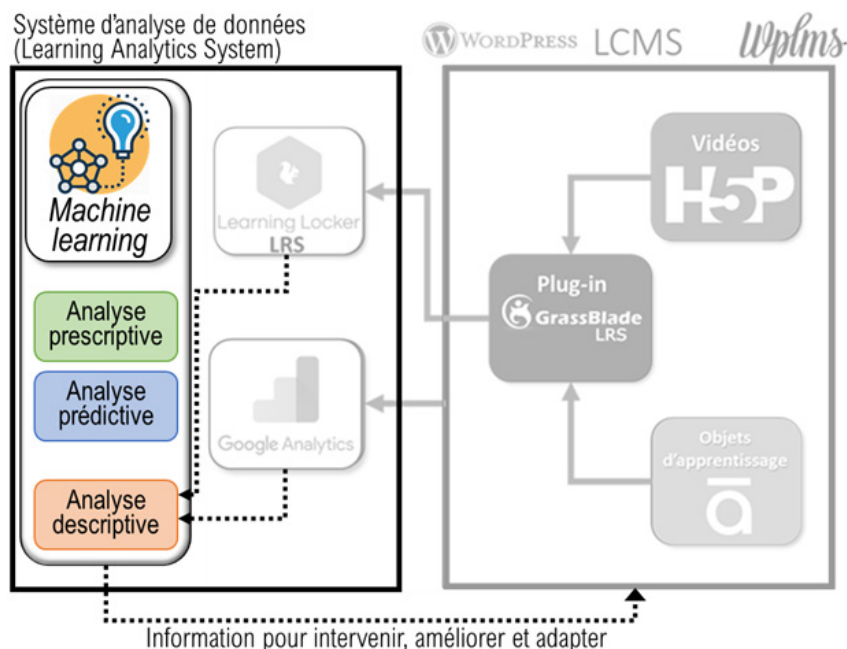 Système d'analyse de données
(Learning Analytics System)
WORDPRESS LCMS Wplms
Machine
learning
Analyse
prescriptive
Analyse
prédictive
Analyse
descriptive
Learning Locker
LRS
Google Analytics
Vidéos
H5P
Plug-in
GrassBlade
LRS
Objets
d'apprentissage
a
Information pour intervenir, améliorer et adapter